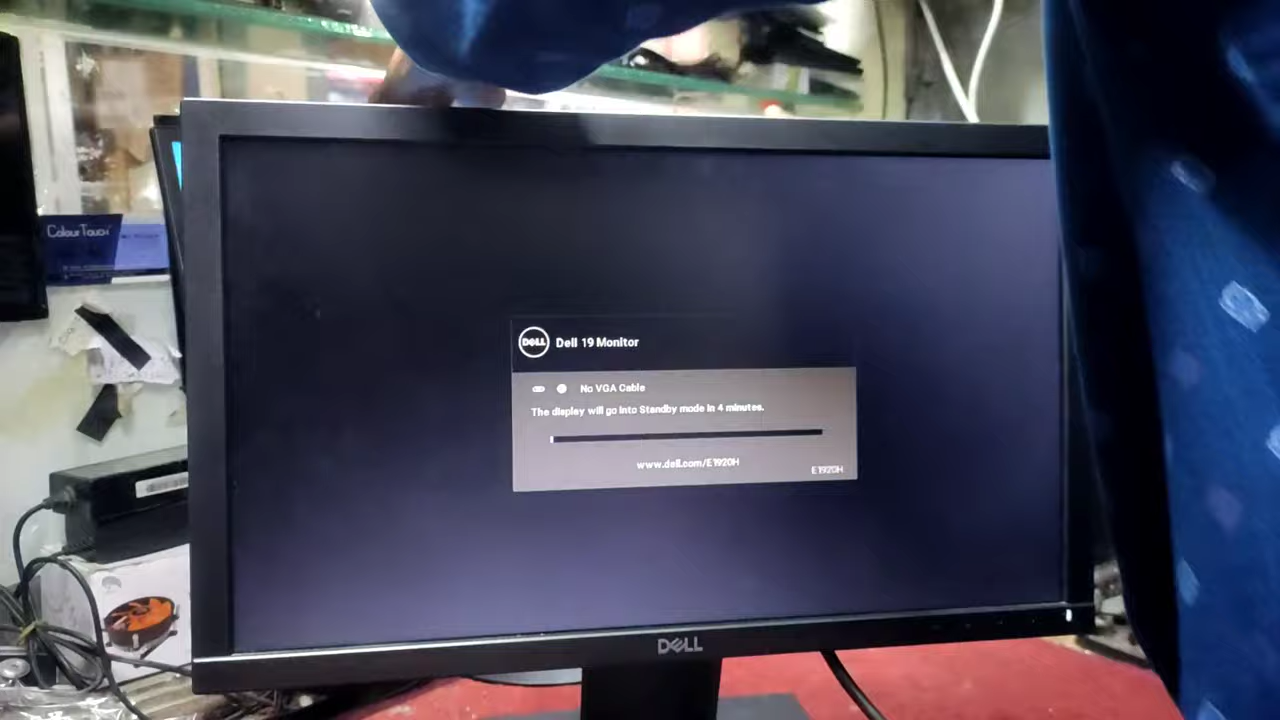 Colour Touch
DELL
Dell 19 Monitor
No VGA Cable
The display will go into Standby mode in 4 minutes.
www.dell.com/E1920H
E1920H
DELL